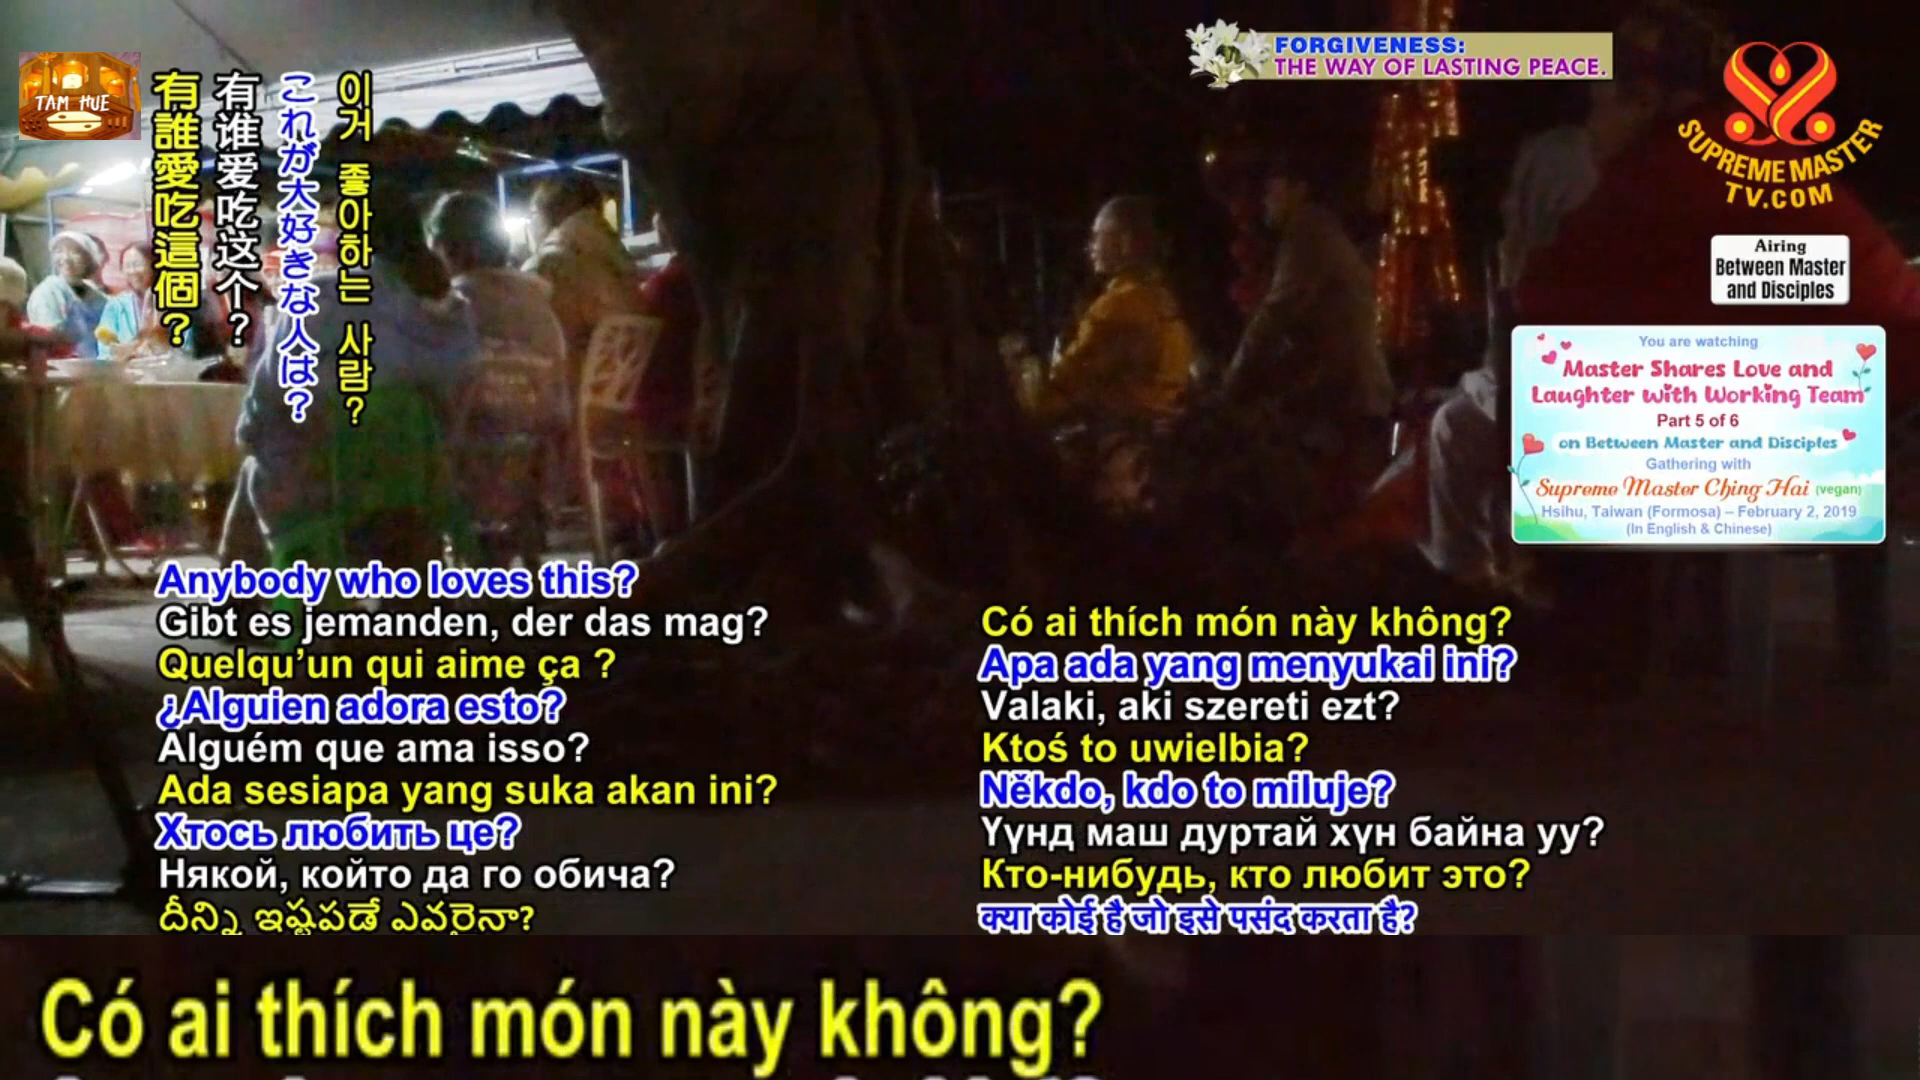 TAM HUE
有誰愛吃這個？
有谁爱吃这个？
これが大好きな人は？
이거 좋아하는 사람?
FORGIVENESS:
THE WAY OF LASTING PEACE.
SUPREME MASTER
TV.COM
Airing
Between Master
and Disciples
You are watching
Master Shares Love and
Laughter with Working Team
Part 5 of 6
on Between Master and Disciples
Gathering with
Supreme Master Ching Hai (vegan)
Hsihu, Taiwan (Formosa) – February 2, 2019
(In English & Chinese)
Anybody who loves this?
Gibt es jemanden, der das mag?
Quelqu’un qui aime ça ?
¿Alguien adora esto?
Alguém que ama isso?
Ada sesiapa yang suka akan ini?
Хтось любить це?
Някой, който да го обича?
దీన్ని ఇష్టపడే ఎవరైనా?
Có ai thích món này không?
Apa ada yang menyukai ini?
Valaki, aki szereti ezt?
Ktoś to uwielbia?
Někdo, kdo to miluje?
Үүнд маш дуртай хүн байна уу?
Кто-нибудь, кто любит это?
क्या कोई है जो इसे पसंद करता है?
Có ai thích món này không?